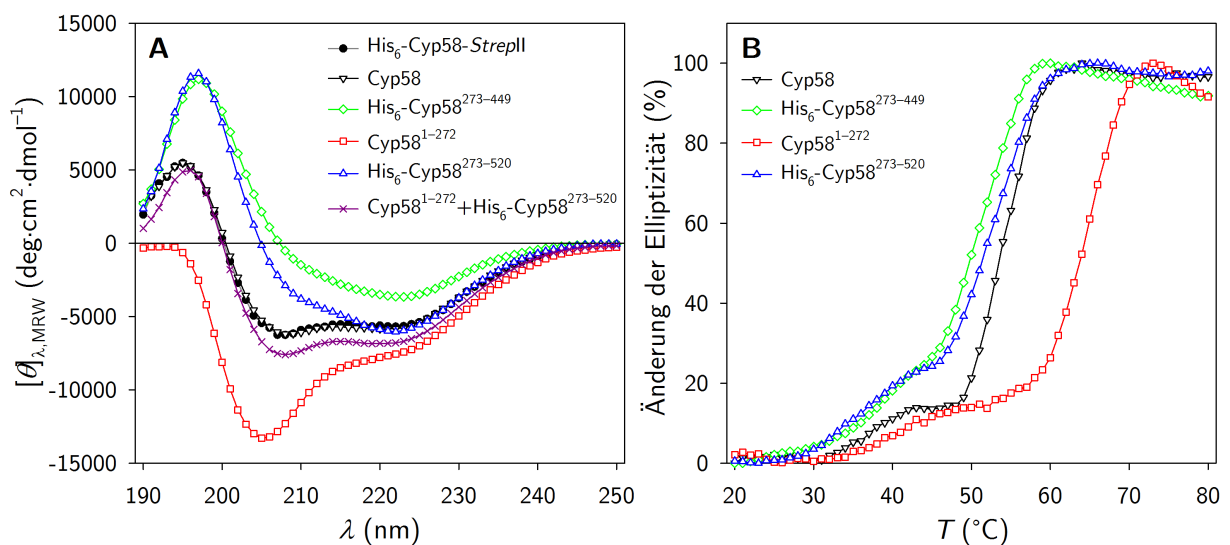 A
His₆-Cyp58-StrepII
Cyp58
His₆-Cyp58²⁷³⁻⁴⁴⁹
Cyp58¹⁻²⁷²
His₆-Cyp58²⁷³⁻⁵²⁰
Cyp58¹⁻²⁷²+His₆-Cyp58²⁷³⁻⁵²⁰
15000
10000
5000
0
-5000
-10000
-15000
[θ]λ,MRW (deg·cm²·dmol⁻¹)
190 200 210 220 230 240 250
λ (nm)
B
Cyp58
His₆-Cyp58²⁷³⁻⁴⁴⁹
Cyp58¹⁻²⁷²
His₆-Cyp58²⁷³⁻⁵²⁰
100
80
60
40
20
0
Änderung der Elliptizität (%)
20 30 40 50 60 70 80
T (°C)